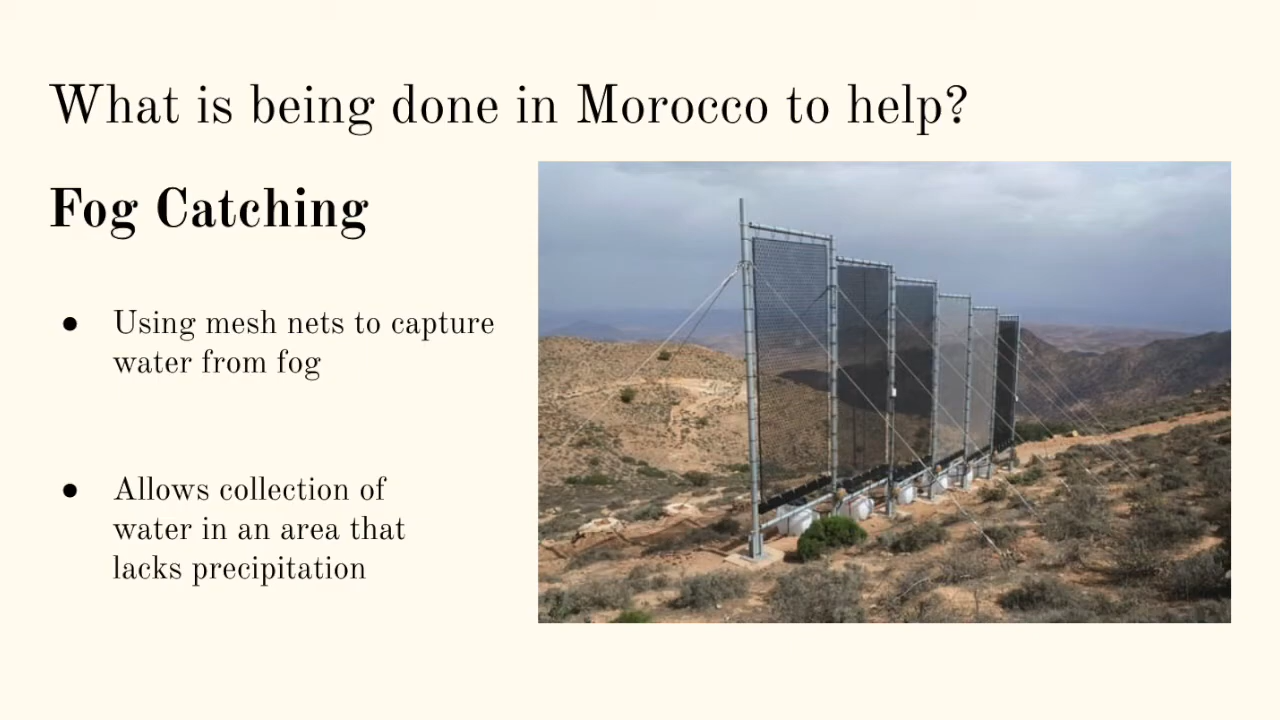 What is being done in Morocco to help?
Fog Catching
● Using mesh nets to capture
water from fog
● Allows collection of
water in an area that
lacks precipitation